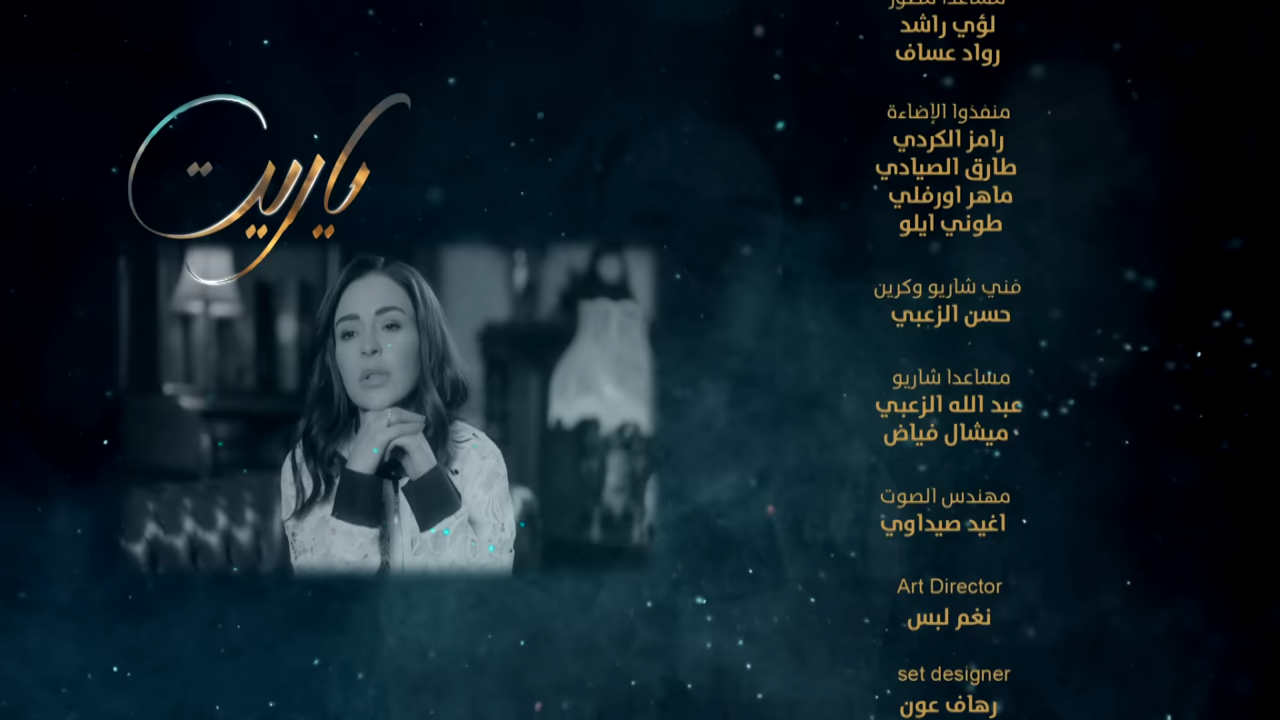 ياريت
مساعدا مصور
لؤي راشد
رواد عساف
منفذوا الإضاءة
رامز الكردي
طارق الصيادي
ماهر اورفلي
طوني ايلو
فني شاريو وكرين
حسن الزعبي
مساعدا شاريو
عبد الله الزعبي
ميشال فياض
مهندس الصوت
اغيد صيداوي
Art Director
نغم لبس
set designer
رهاف عون